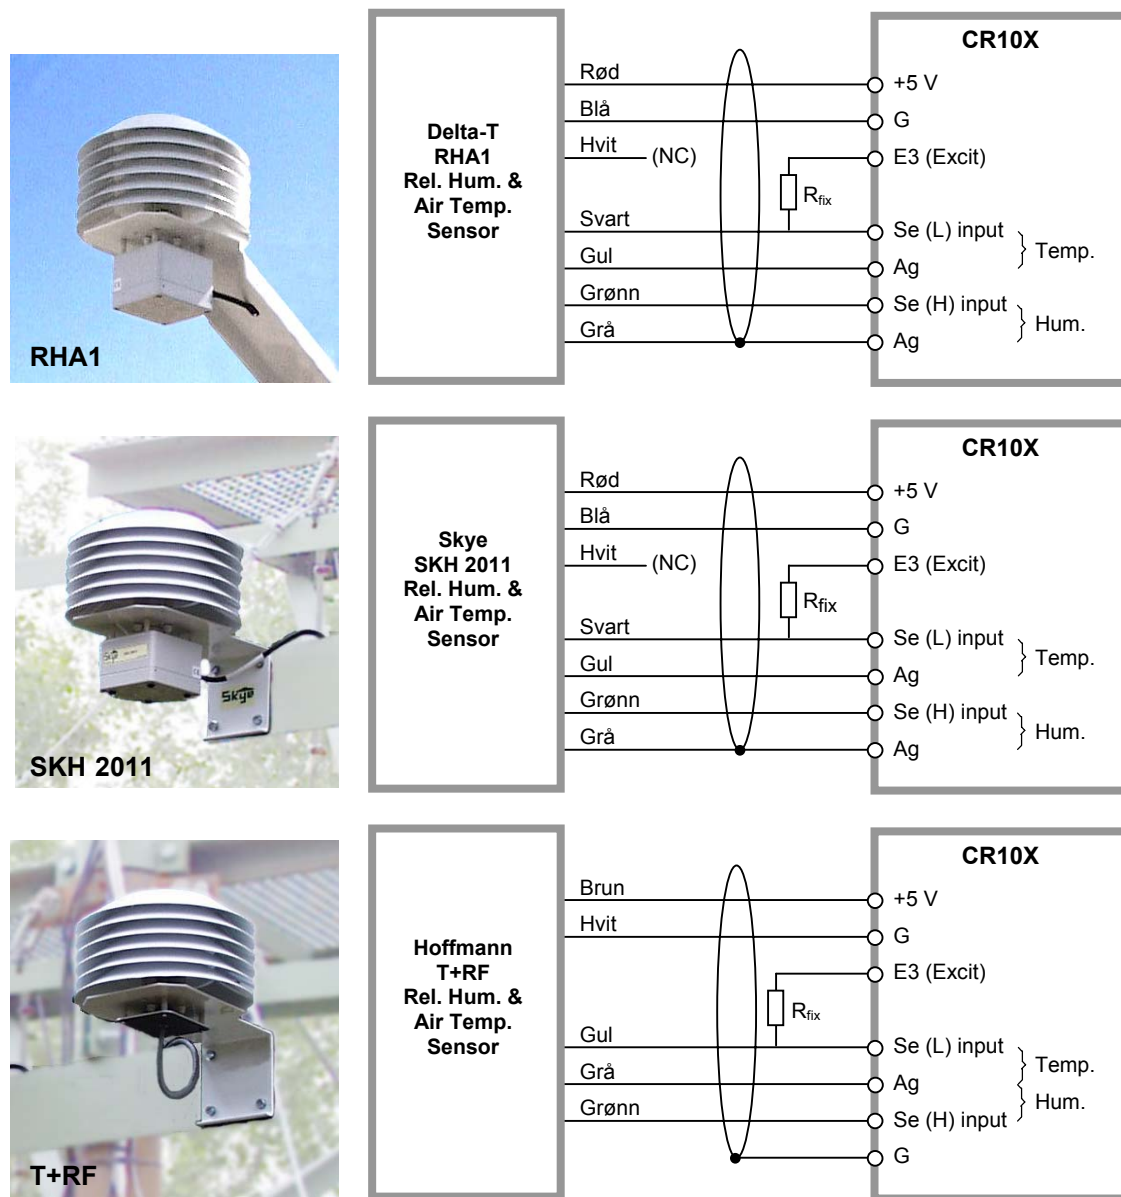 RHA1
Delta-T
RHA1
Rel. Hum. &
Air Temp.
Sensor
Rød
Blå
Hvit
(NC)
Svart
Gul
Grønn
Grå
Rfix
CR10X
+5 V
G
E3 (Excit)
Se (L) input
Ag
Temp.
Se (H) input
Ag
Hum.
Skye
SKH 2011
Skye
SKH 2011
Rel. Hum. &
Air Temp.
Sensor
Rød
Blå
Hvit
(NC)
Svart
Gul
Grønn
Grå
Rfix
CR10X
+5 V
G
E3 (Excit)
Se (L) input
Ag
Temp.
Se (H) input
Ag
Hum.
T+RF
Hoffmann
T+RF
Rel. Hum. &
Air Temp.
Sensor
Brun
Hvit
Gul
Grå
Grønn
Rfix
CR10X
+5 V
G
E3 (Excit)
Se (L) input
Ag
Se (H) input
G
Temp.
Hum.